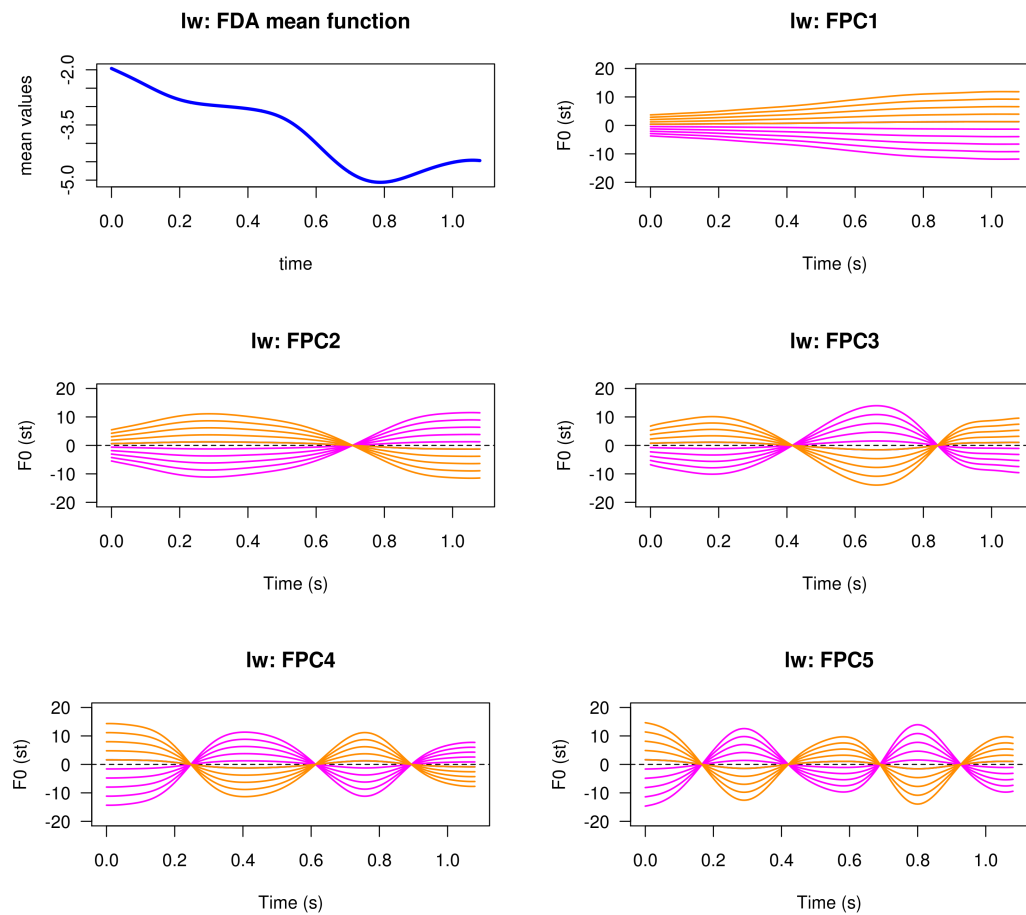 lw: FDA mean function
mean values
-2.0
-3.5
-5.0
0.0 0.2 0.4 0.6 0.8 1.0
time
lw: FPC1
F0 (st)
20
10
0
-10
-20
0.0 0.2 0.4 0.6 0.8 1.0
Time (s)
lw: FPC2
F0 (st)
20
10
0
-10
-20
0.0 0.2 0.4 0.6 0.8 1.0
Time (s)
lw: FPC3
F0 (st)
20
10
0
-10
-20
0.0 0.2 0.4 0.6 0.8 1.0
Time (s)
lw: FPC4
F0 (st)
20
10
0
-10
-20
0.0 0.2 0.4 0.6 0.8 1.0
Time (s)
lw: FPC5
F0 (st)
20
10
0
-10
-20
0.0 0.2 0.4 0.6 0.8 1.0
Time (s)